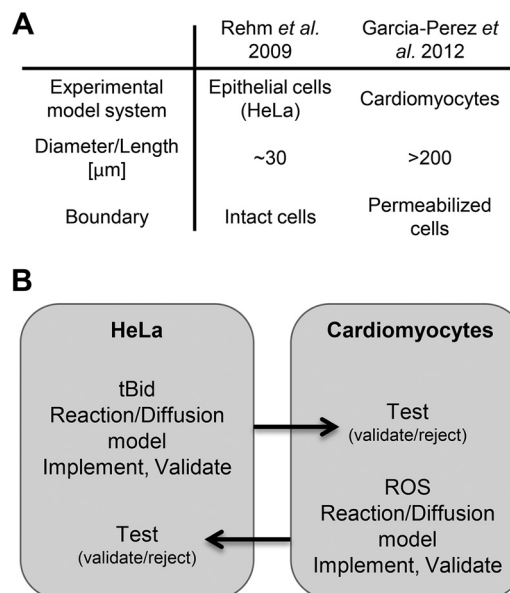 A
Rehm et al. 2009
Garcia-Perez et al. 2012
Experimental model system
Epithelial cells (HeLa)
Cardiomyocytes
Diameter/Length [µm]
~30
>200
Boundary
Intact cells
Permeabilized cells
B
HeLa
tBid
Reaction/Diffusion
model
Implement, Validate
Test
(validate/reject)
Cardiomyocytes
Test
(validate/reject)
ROS
Reaction/Diffusion
model
Implement, Validate